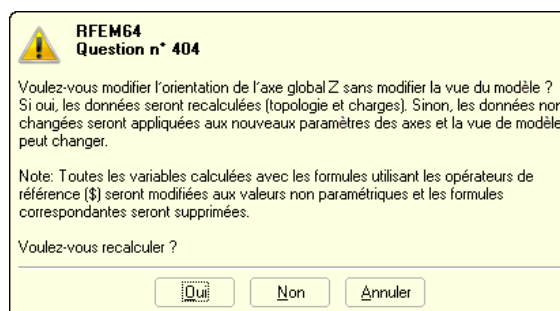 RFEM64
Question n° 404
Voulez-vous modifier l'orientation de l'axe global Z sans modifier la vue du modèle ?
Si oui, les données seront recalculées (topologie et charges). Sinon, les données non
changées seront appliquées aux nouveaux paramètres des axes et la vue de modèle
peut changer.
Note: Toutes les variables calculées avec les formules utilisant les opérateurs de
référence ($) seront modifiées aux valeurs non paramétriques et les formules
correspondantes seront supprimées.
Voulez-vous recalculer ?
Oui Non Annuler